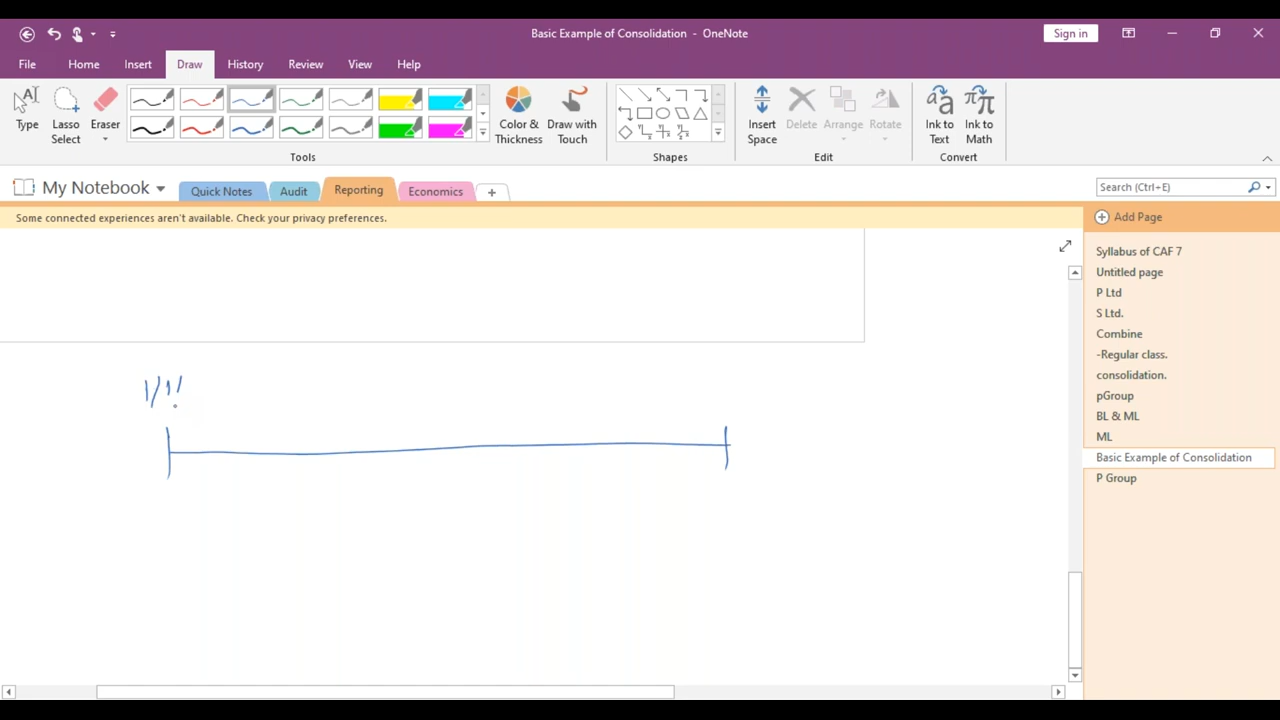 Basic Example of Consolidation - OneNote
Sign in
File Home Insert Draw History Review View Help
Type
Lasso Select
Eraser
Color & Thickness
Draw with Touch
Insert Space
Delete
Arrange
Rotate
Ink to Text
Ink to Math
Tools
Shapes
Edit
Convert
My Notebook
Quick Notes
Audit
Reporting
Economics
Search (Ctrl+E)
Some connected experiences aren't available. Check your privacy preferences.
Add Page
Syllabus of CAF 7
Untitled page
P Ltd
S Ltd.
Combine
-Regular class.
consolidation.
pGroup
BL & ML
ML
Basic Example of Consolidation
P Group
1/1/